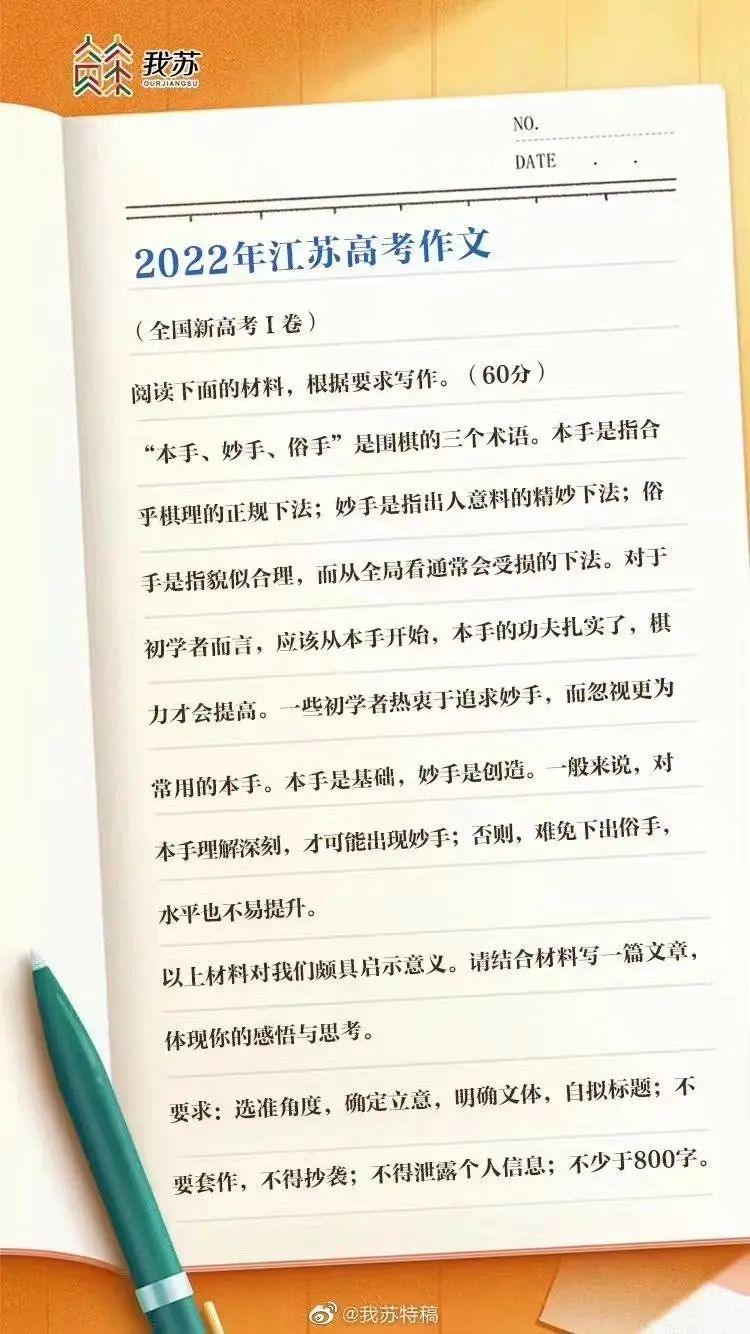 我苏
OURJIANGSU
NO.
DATE . .
2022年江苏高考作文
（全国新高考Ⅰ卷）
阅读下面的材料，根据要求写作。（60分）
“本手、妙手、俗手”是围棋的三个术语。本手是指合
乎棋理的正规下法；妙手是指出人意料的精妙下法；俗
手是指貌似合理，而从全局看通常会受损的下法。对于
初学者而言，应该从本手开始，本手的功夫扎实了，棋
力才会提高。一些初学者热衷于追求妙手，而忽视更为
常用的本手。本手是基础，妙手是创造。一般来说，对
本手理解深刻，才可能出现妙手；否则，难免下出俗手，
水平也不易提升。
以上材料对我们颇具启示意义。请结合材料写一篇文章，
体现你的感悟与思考。
要求：选准角度，确定立意，明确文体，自拟标题；不
要套作，不得抄袭；不得泄露个人信息；不少于800字。
@我苏特稿